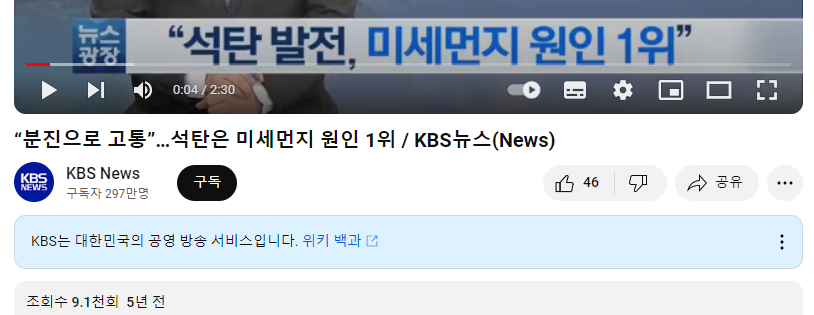 뉴스
광장
“석탄 발전, 미세먼지 원인 1위”
0:04 / 2:30
“분진으로 고통”...석탄은 미세먼지 원인 1위 / KBS뉴스(News)
KBS
NEWS
KBS News
구독자 297만명
구독
46
공유
KBS는 대한민국의 공영 방송 서비스입니다. 위키 백과
조회수 9.1천회 5년 전